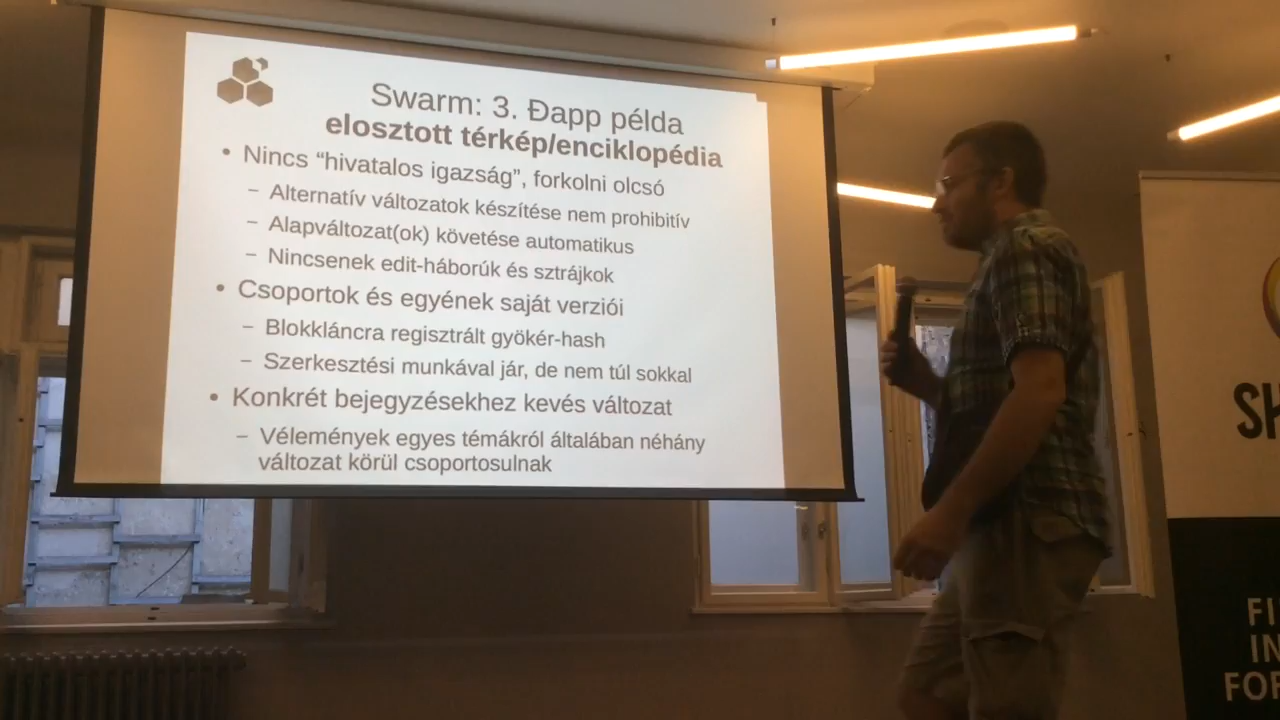 Swarm: 3. Đapp példa
elosztott térkép/enciklopédia
• Nincs “hivatalos igazság”, forkolni olcsó
– Alternatív változatok készítése nem prohibitív
– Alapváltozat(ok) követése automatikus
– Nincsenek edit-háborúk és sztrájkok
• Csoportok és egyének saját verziói
– Blokkláncra regisztrált gyökér-hash
– Szerkesztési munkával jár, de nem túl sokkal
• Konkrét bejegyzésekhez kevés változat
– Vélemények egyes témákról általában néhány
változat körül csoportosulnak